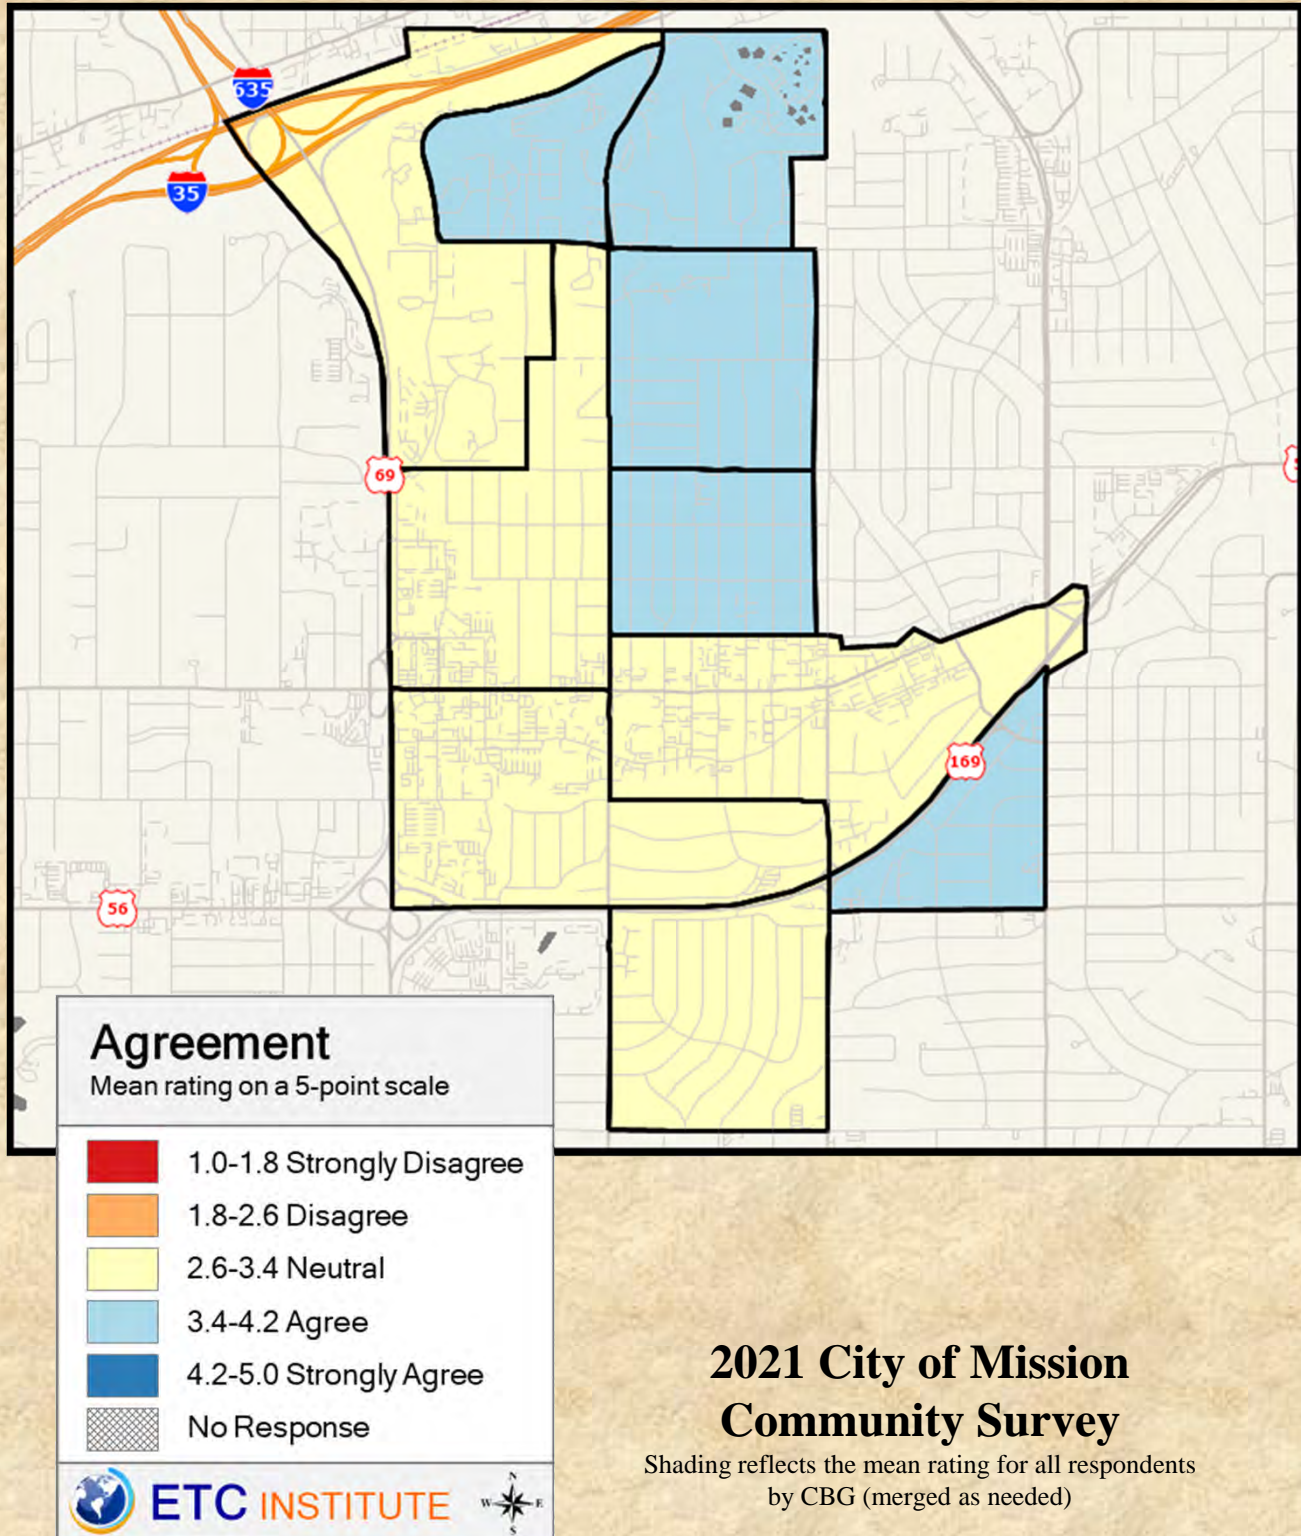 635
35
69
169
56
Agreement
Mean rating on a 5-point scale
1.0-1.8 Strongly Disagree
1.8-2.6 Disagree
2.6-3.4 Neutral
3.4-4.2 Agree
4.2-5.0 Strongly Agree
No Response
ETC INSTITUTE
N
W E
S
2021 City of Mission
Community Survey
Shading reflects the mean rating for all respondents
by CBG (merged as needed)